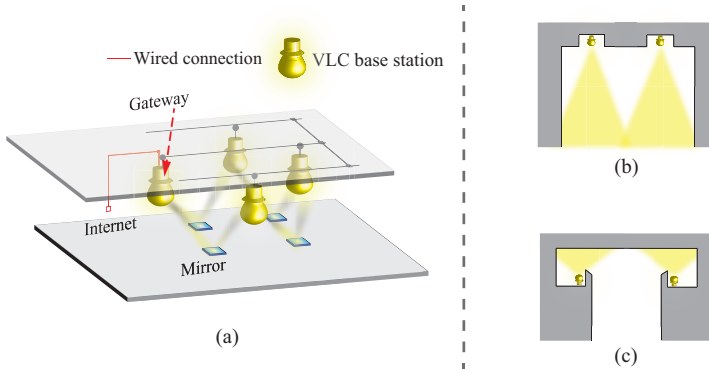 Wired connection
VLC base station
Gateway
Internet
Mirror
(a)
(b)
(c)